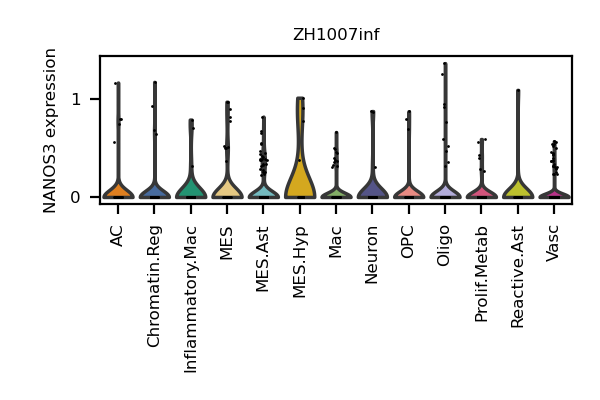 ZH1007inf
NANOS3 expression
1
0
AC
Chromatin.Reg
Inflammatory.Mac
MES
MES.Ast
MES.Hyp
Mac
Neuron
OPC
Oligo
Prolif.Metab
Reactive.Ast
Vasc